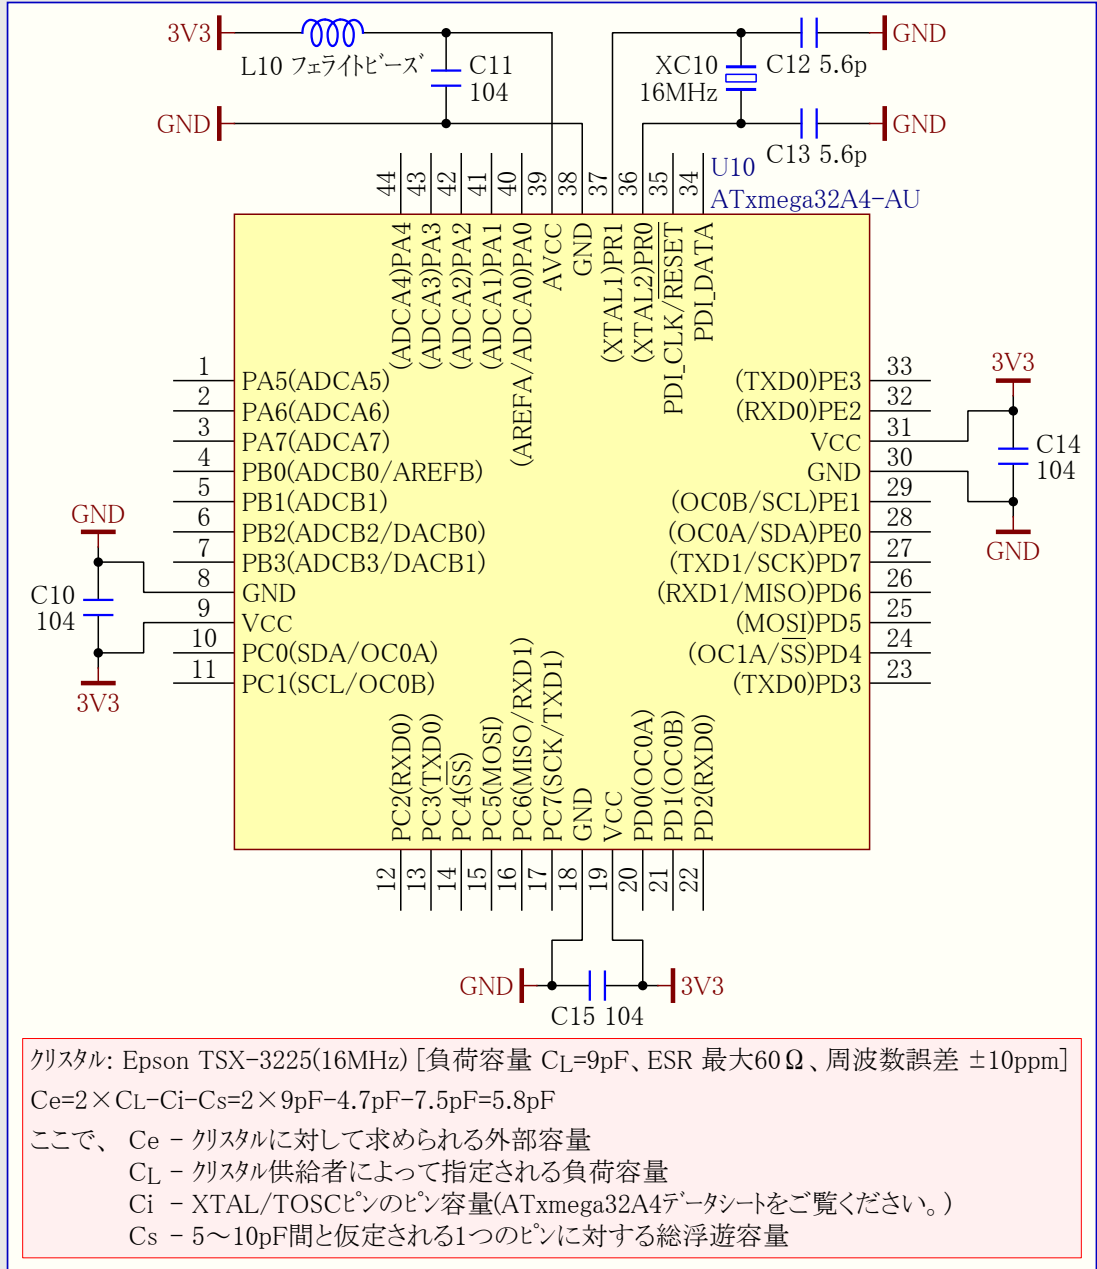 3V3
L10 フェライトビーズ
C11
104
GND
XC10
16MHz
C12 5.6p
GND
C13 5.6p
GND
U10
ATxmega32A4-AU
44
43
42
41
40
39
38
37
36
35
34
(ADCA4)PA4
(ADCA3)PA3
(ADCA2)PA2
(ADCA1)PA1
(AREFA/ADCA0)PA0
AVCC
GND
(XTAL1)PR1
(XTAL2)PR0
PDI_CLK/RESET
PDI_DATA
1 PA5(ADCA5)
2 PA6(ADCA6)
3 PA7(ADCA7)
4 PB0(ADCB0/AREFB)
5 PB1(ADCB1)
6 PB2(ADCB2/DACB0)
7 PB3(ADCB3/DACB1)
8 GND
9 VCC
10 PC0(SDA/OC0A)
11 PC1(SCL/OC0B)
GND
C10
104
3V3
(TXD0)PE3 33
(RXD0)PE2 32
VCC 31
GND 30
(OC0B/SCL)PE1 29
(OC0A/SDA)PE0 28
(TXD1/SCK)PD7 27
(RXD1/MISO)PD6 26
(MOSI)PD5 25
(OC1A/SS)PD4 24
(TXD0)PD3 23
3V3
C14
104
GND
PC2(RXD0)
PC3(TXD0)
PC4(SS)
PC5(MOSI)
PC6(MISO/RXD1)
PC7(SCK/TXD1)
GND
VCC
PD0(OC0A)
PD1(OC0B)
PD2(RXD0)
12
13
14
15
16
17
18
19
20
21
22
GND
C15 104
3V3
クリスタル: Epson TSX-3225(16MHz) [負荷容量 CL=9pF、ESR 最大60Ω、周波数誤差 ±10ppm]
Ce=2×CL-Ci-Cs=2×9pF-4.7pF-7.5pF=5.8pF
ここで、 Ce - クリスタルに対して求められる外部容量
CL - クリスタル供給者によって指定される負荷容量
Ci - XTAL/TOSCピンのピン容量(ATxmega32A4データシートをご覧ください。)
Cs - 5～10pF間と仮定される1つのピンに対する総浮遊容量